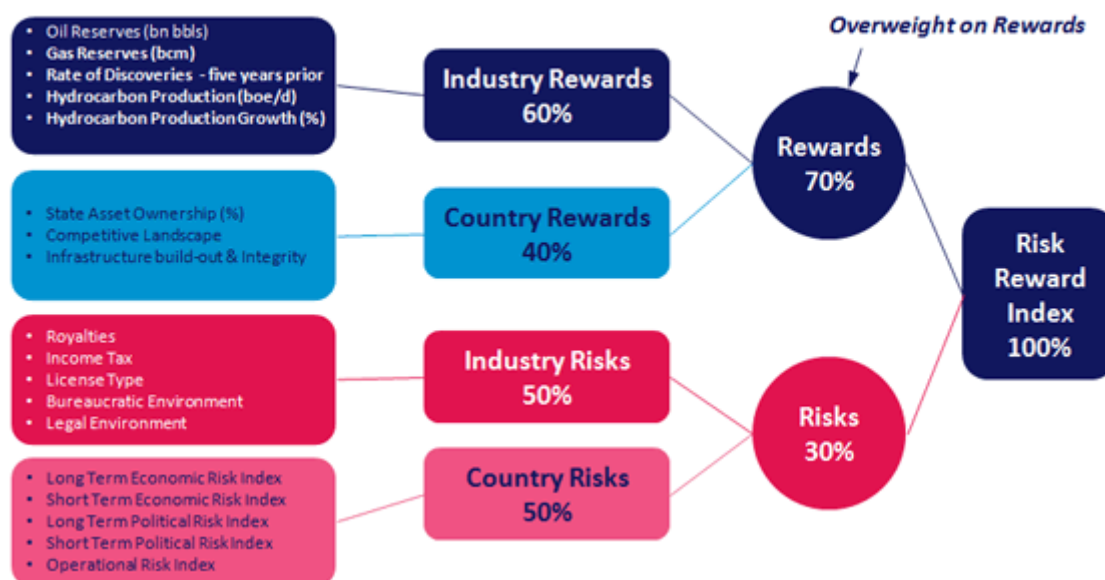 Overweight on Rewards
• Oil Reserves (bn bbls)
• Gas Reserves (bcm)
• Rate of Discoveries - five years prior
• Hydrocarbon Production (boe/d)
• Hydrocarbon Production Growth (%)
Industry Rewards
60%
Rewards
70%
• State Asset Ownership (%)
• Competitive Landscape
• Infrastructure build-out & Integrity
Country Rewards
40%
Risk
Reward
Index
100%
• Royalties
• Income Tax
• License Type
• Bureaucratic Environment
• Legal Environment
Industry Risks
50%
Risks
30%
• Long Term Economic Risk Index
• Short Term Economic Risk Index
• Long Term Political Risk Index
• Short Term Political Risk Index
• Operational Risk Index
Country Risks
50%